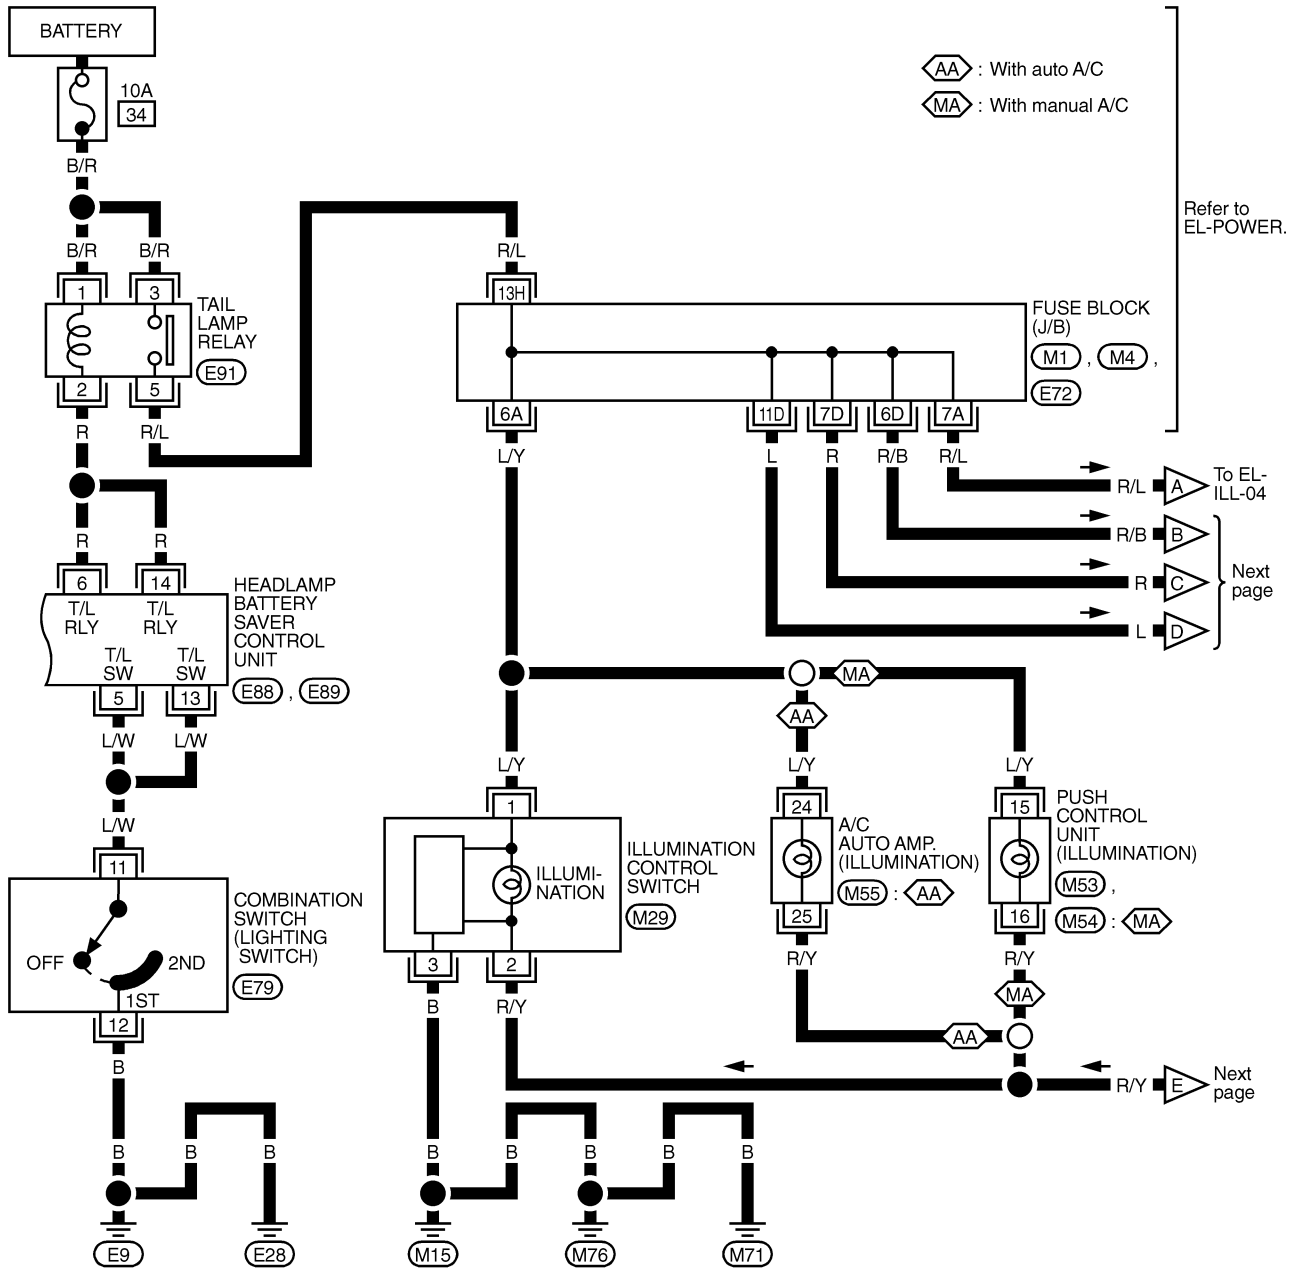 BATTERY
10A
34
B/R
B/R
B/R
1
3
TAIL
LAMP
RELAY
E91
2
5
R
R/L
R
R
6
14
T/L
RLY
T/L
RLY
T/L
SW
T/L
SW
HEADLAMP
BATTERY
SAVER
CONTROL
UNIT
E88 , E89
5
13
L/W
L/W
L/W
11
COMBINATION
SWITCH
(LIGHTING
SWITCH)
E79
OFF
2ND
1ST
12
B
B
B
B
E9
E28
AA : With auto A/C
MA : With manual A/C
Refer to
EL-POWER.
R/L
13H
FUSE BLOCK
(J/B)
M1 , M4 ,
E72
6A
11D
7D
6D
7A
L/Y
L
R
R/B
R/L
R/L
A
To EL-
ILL-04
R/B
B
R
C
L
D
Next
page
MA
AA
L/Y
L/Y
L/Y
1
24
15
ILLUMI-
NATION
ILLUMINATION
CONTROL
SWITCH
M29
A/C
AUTO AMP.
(ILLUMINATION)
M55 : AA
PUSH
CONTROL
UNIT
(ILLUMINATION)
M53 ,
M54 : MA
3
2
25
16
B
R/Y
R/Y
R/Y
MA
AA
R/Y
E
Next
page
B
B
B
B
B
M15
M76
M71